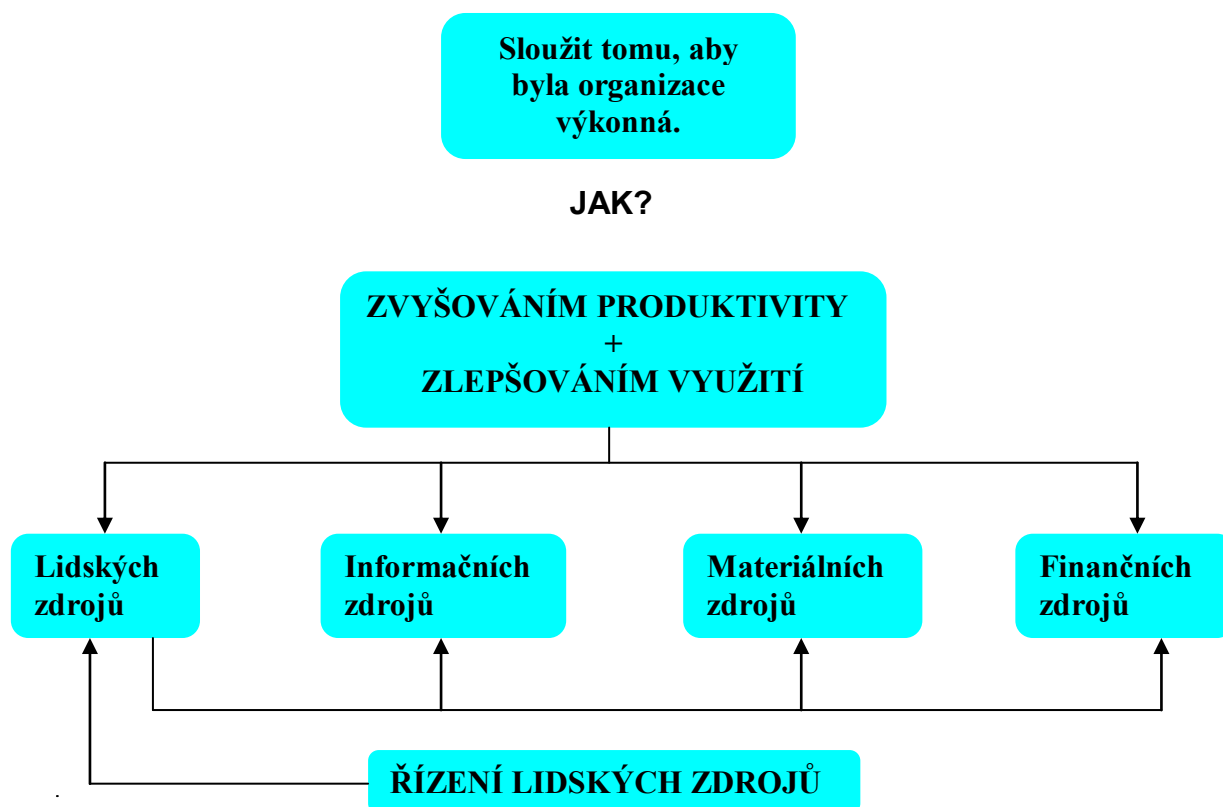 Sloužit tomu, aby
byla organizace
výkonná.
JAK?
ZVYŠOVÁNÍM PRODUKTIVITY
+
ZLEPŠOVÁNÍM VYUŽITÍ
Lidských
zdrojů
Informačních
zdrojů
Materiálních
zdrojů
Finančních
zdrojů
ŘÍZENÍ LIDSKÝCH ZDROJŮ
.